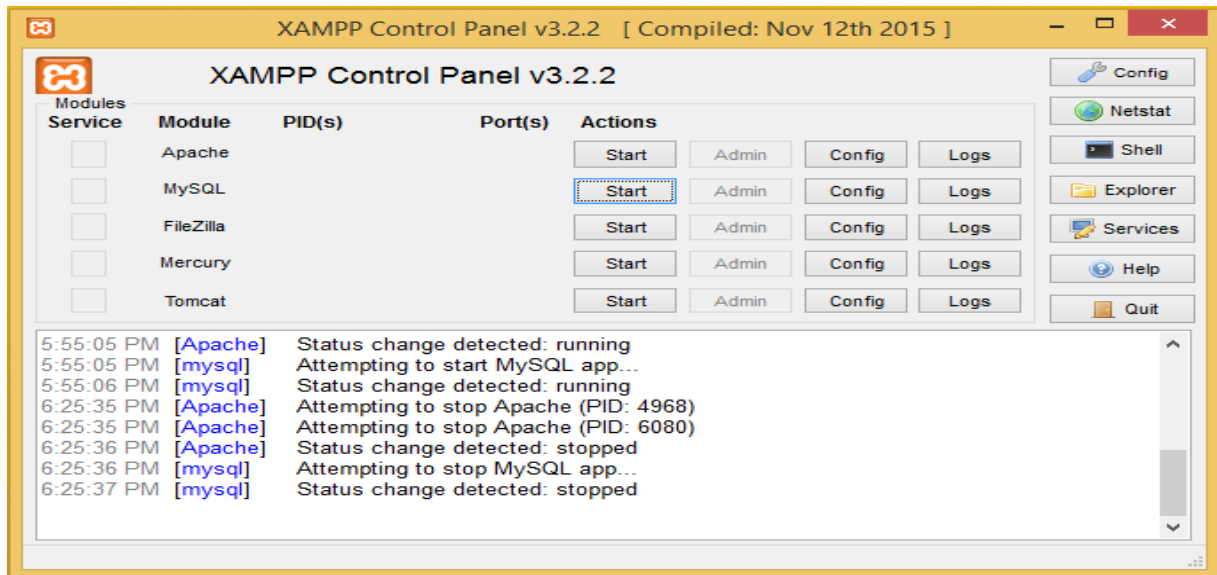 XAMPP Control Panel v3.2.2 [ Compiled: Nov 12th 2015 ]
XAMPP Control Panel v3.2.2
Config
Modules
Netstat
Service Module PID(s) Port(s) Actions
Apache Start Admin Config Logs
Shell
MySQL Start Admin Config Logs
Explorer
FileZilla Start Admin Config Logs
Services
Mercury Start Admin Config Logs
Help
Tomcat Start Admin Config Logs
Quit
5:55:05 PM [Apache] Status change detected: running
5:55:05 PM [mysql] Attempting to start MySQL app...
5:55:06 PM [mysql] Status change detected: running
6:25:35 PM [Apache] Attempting to stop Apache (PID: 4968)
6:25:35 PM [Apache] Attempting to stop Apache (PID: 6080)
6:25:36 PM [Apache] Status change detected: stopped
6:25:36 PM [mysql] Attempting to stop MySQL app...
6:25:37 PM [mysql] Status change detected: stopped